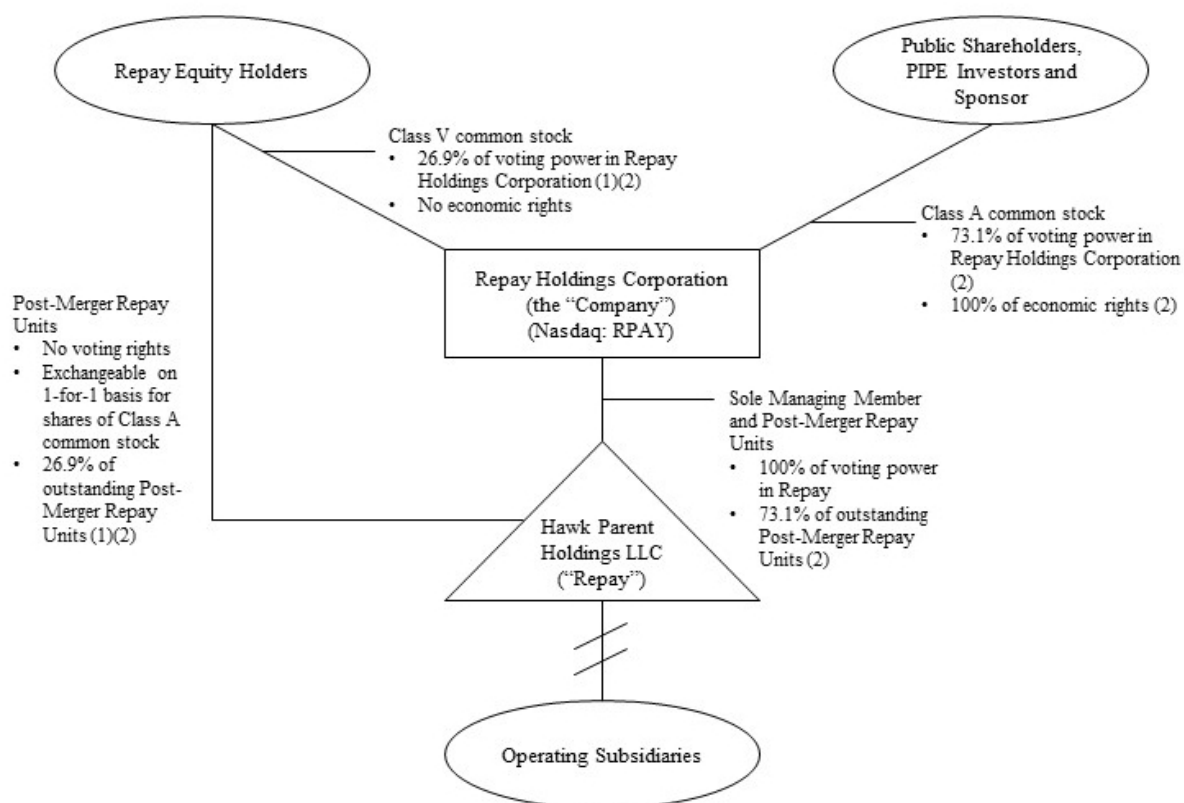 Repay Equity Holders
Public Shareholders,
PIPE Investors and
Sponsor
Class V common stock
• 26.9% of voting power in Repay
Holdings Corporation (1)(2)
• No economic rights
Class A common stock
• 73.1% of voting power in
Repay Holdings Corporation
(2)
• 100% of economic rights (2)
Repay Holdings Corporation
(the “Company”)
(Nasdaq: RPAY)
Post-Merger Repay
Units
• No voting rights
• Exchangeable on
1-for-1 basis for
shares of Class A
common stock
• 26.9% of
outstanding Post-
Merger Repay
Units (1)(2)
Sole Managing Member
and Post-Merger Repay
Units
• 100% of voting power
in Repay
• 73.1% of outstanding
Post-Merger Repay
Units (2)
Hawk Parent
Holdings LLC
(“Repay”)
Operating Subsidiaries